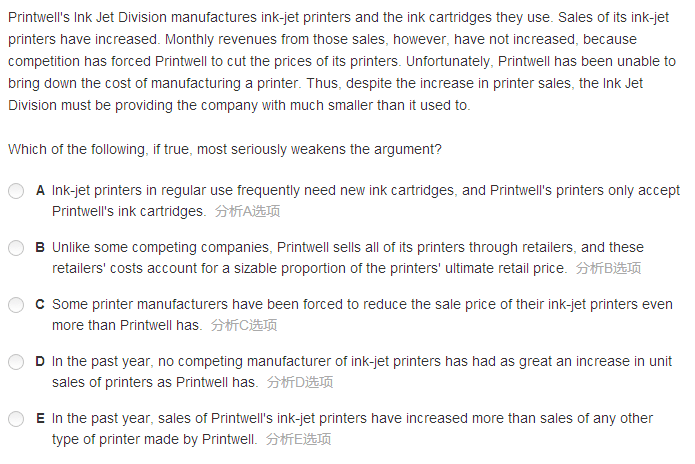 Printwell's Ink Jet Division manufactures ink-jet printers and the ink cartridges they use. Sales of its ink-jet
printers have increased. Monthly revenues from those sales, however, have not increased, because
competition has forced Printwell to cut the prices of its printers. Unfortunately, Printwell has been unable to
bring down the cost of manufacturing a printer. Thus, despite the increase in printer sales, the Ink Jet
Division must be providing the company with much smaller than it used to.
Which of the following, if true, most seriously weakens the argument?
A Ink-jet printers in regular use frequently need new ink cartridges, and Printwell's printers only accept
Printwell's ink cartridges. 分析A选项
B Unlike some competing companies, Printwell sells all of its printers through retailers, and these
retailers' costs account for a sizable proportion of the printers' ultimate retail price. 分析B选项
C Some printer manufacturers have been forced to reduce the sale price of their ink-jet printers even
more than Printwell has. 分析C选项
D In the past year, no competing manufacturer of ink-jet printers has had as great an increase in unit
sales of printers as Printwell has. 分析D选项
E In the past year, sales of Printwell's ink-jet printers have increased more than sales of any other
type of printer made by Printwell. 分析E选项